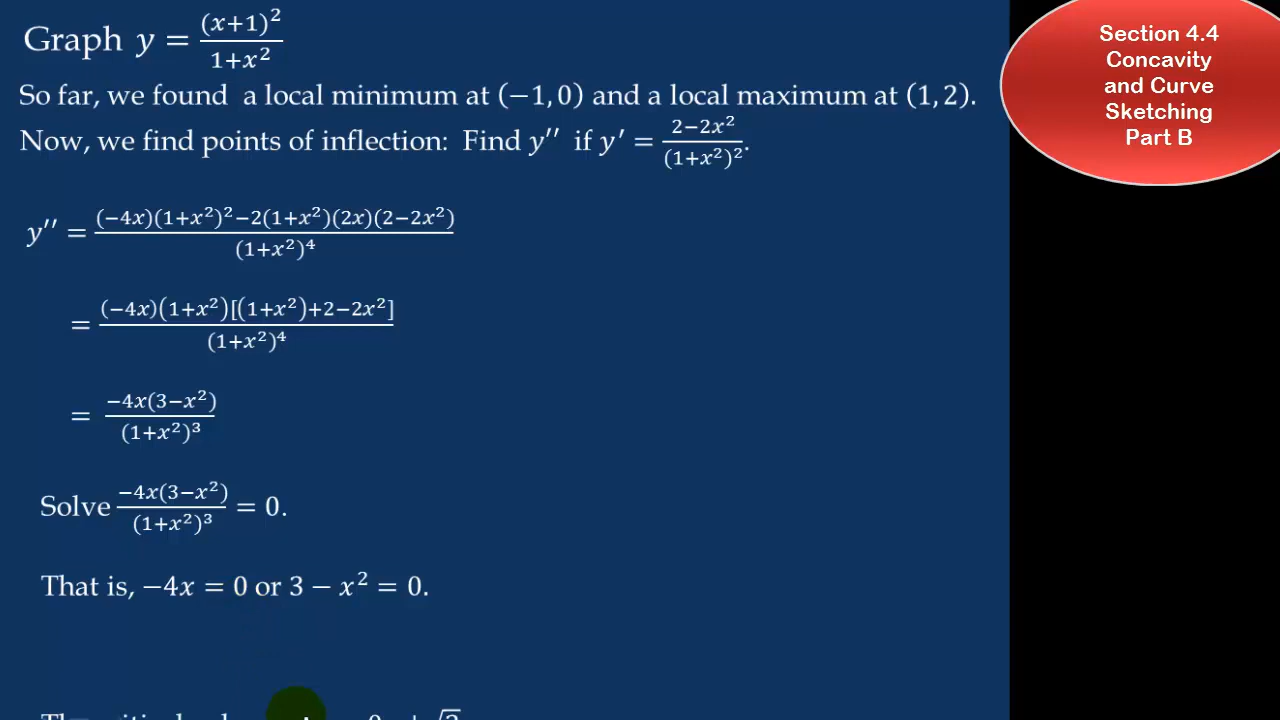 Graph y = (x+1)²/(1+x²)
So far, we found a local minimum at (−1, 0) and a local maximum at (1, 2).
Now, we find points of inflection: Find y′′ if y′ = (2−2x²)/(1+x²)².
y′′ = ((−4x)(1+x²)²−2(1+x²)(2x)(2−2x²))/(1+x²)⁴
= ((−4x)(1+x²)[(1+x²)+2−2x²])/(1+x²)⁴
= (−4x(3−x²))/(1+x²)³
Solve (−4x(3−x²))/(1+x²)³ = 0.
That is, −4x = 0 or 3 − x² = 0.
Section 4.4
Concavity
and Curve
Sketching
Part B